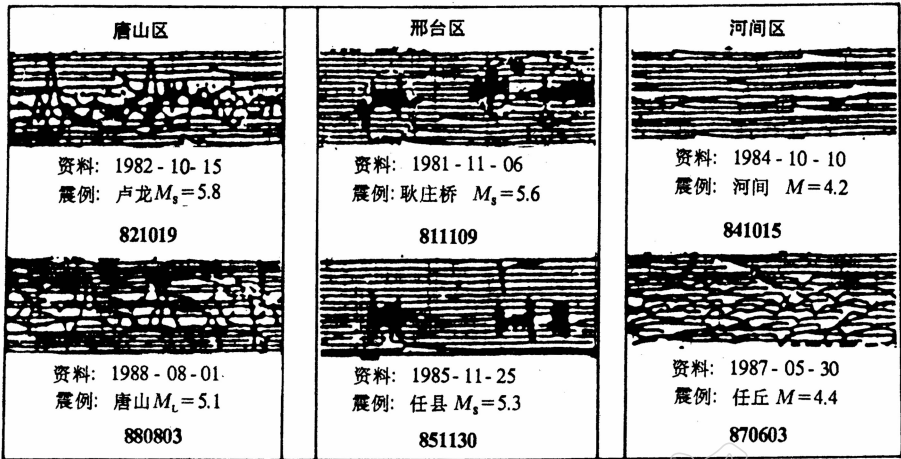 唐山区
资料: 1982-10-15
震例: 卢龙Ms=5.8
821019
资料: 1988-08-01
震例: 唐山ML=5.1
880803
邢台区
资料: 1981-11-06
震例: 耿庄桥 Ms=5.6
811109
资料: 1985-11-25
震例: 任县 Ms=5.3
851130
河间区
资料: 1984-10-10
震例: 河间 M=4.2
841015
资料: 1987-05-30
震例: 任丘 M=4.4
870603